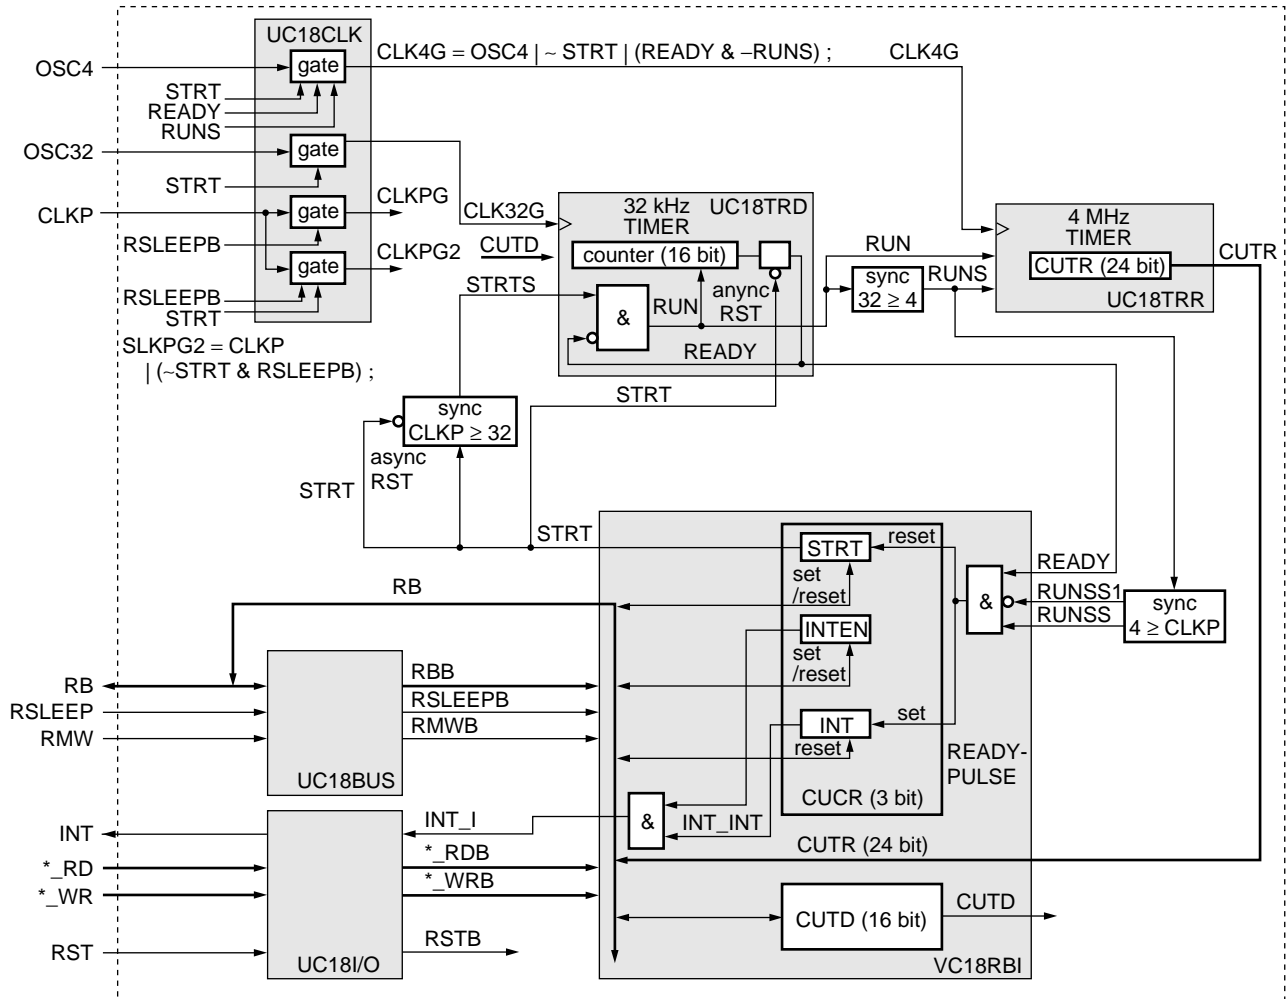 UC18CLK
CLK4G = OSC4 | ~ STRT | (READY & –RUNS) ;
CLK4G
OSC4
gate
STRT
READY
RUNS
OSC32
gate
STRT
CLKP
gate
CLKPG
RSLEEPB
gate
CLKPG2
RSLEEPB
STRT
SLKPG2 = CLKP
| (~STRT & RSLEEPB) ;
CLK32G
CUTD
STRTS
32 kHz
TIMER
UC18TRD
counter (16 bit)
&
RUN
anync
RST
READY
STRT
RUN
sync
32 ≥ 4
RUNS
4 MHz
TIMER
CUTR (24 bit)
UC18TRR
CUTR
sync
CLKP ≥ 32
async
RST
STRT
STRT
STRT
reset
set
/reset
INTEN
set
/reset
INT
set
reset
CUCR (3 bit)
READY-
PULSE
&
READY
RUNSS1
RUNSS
sync
4 ≥ CLKP
RB
RB
RSLEEP
RMW
RBB
RSLEEPB
RMWB
UC18BUS
INT
*_RD
*_WR
RST
INT_I
*_RDB
*_WRB
RSTB
UC18I/O
&
INT_INT
CUTR (24 bit)
CUTD (16 bit)
CUTD
VC18RBI